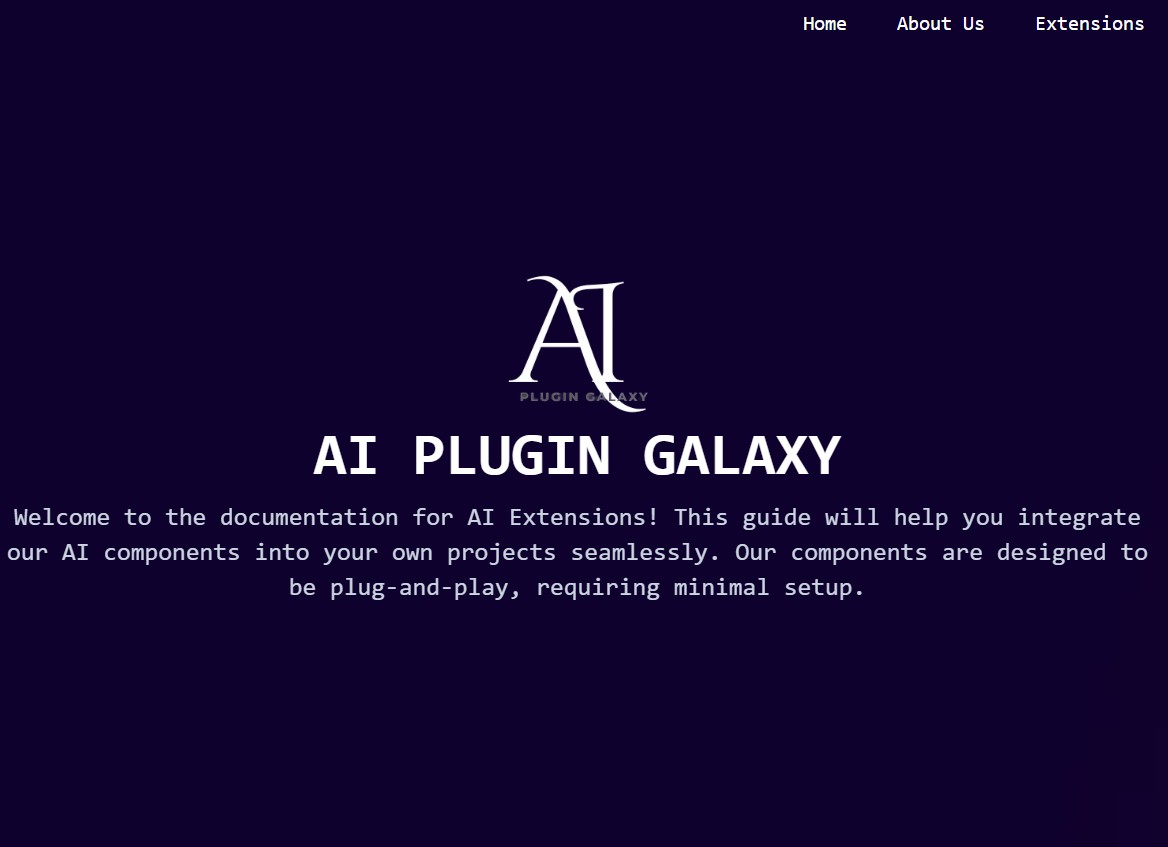 Home About Us Extensions
AI
PLUGIN GALAXY
AI PLUGIN GALAXY
Welcome to the documentation for AI Extensions! This guide will help you integrate
our AI components into your own projects seamlessly. Our components are designed to
be plug-and-play, requiring minimal setup.